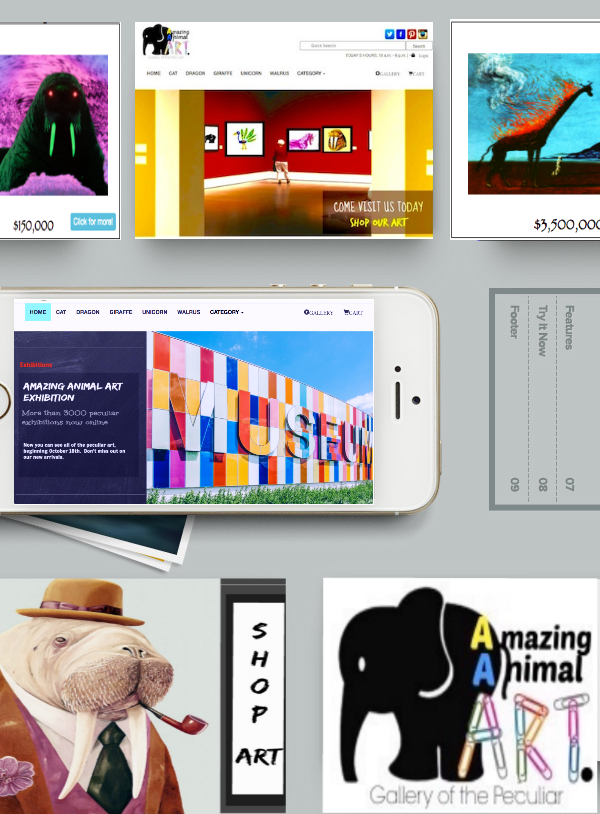 $150,000
Click for more!
Amazing
Animal
ART.
Quick Search
Search
TODAY'S HOURS: 10 a.m. - 6 p.m. |
Login
HOME CAT DRAGON GIRAFFE UNICORN WALRUS CATEGORY
GALLERY CART
COME VISIT US TODAY
SHOP OUR ART
$3,500,000
HOME CAT DRAGON GIRAFFE UNICORN WALRUS CATEGORY
GALLERY CART
Exhibitions
AMAZING ANIMAL ART
EXHIBITION
More than 3000 peculiar
exhibitions now online
Now you can see all of the peculiar art,
beginning October 18th. Don't miss out on
our new arrivals.
MUSEUM
Features 07
Try It Now 08
Footer 09
SHOP
ART
Amazing
Animal
ART.
Gallery of the Peculiar